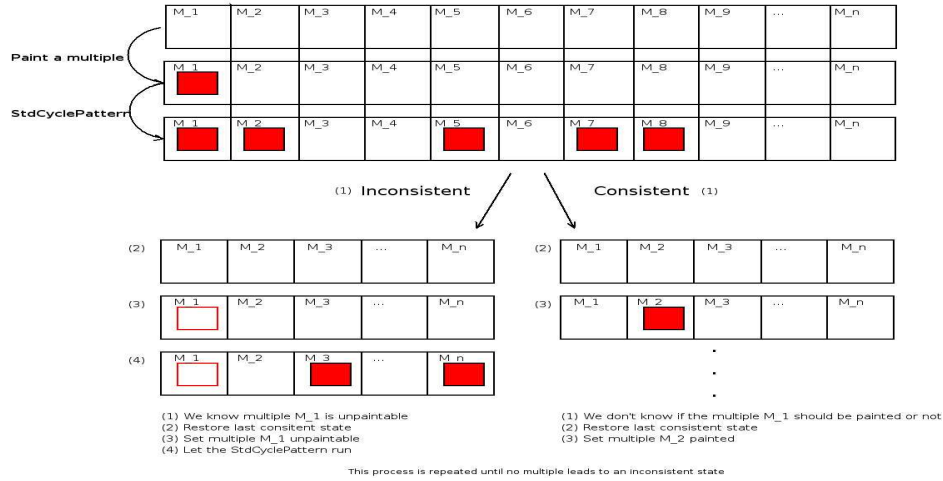 M_1 M_2 M_3 M_4 M_5 M_6 M_7 M_8 M_9 ... M_n
Paint a multiple
M_1 M_2 M_3 M_4 M_5 M_6 M_7 M_8 M_9 ... M_n
StdCyclePattern
M_1 M_2 M_3 M_4 M_5 M_6 M_7 M_8 M_9 ... M_n
(1) Inconsistent
Consistent (1)
(2) M_1 M_2 M_3 ... M_n
(3) M_1 M_2 M_3 ... M_n
(4) M_1 M_2 M_3 ... M_n
(2) M_1 M_2 M_3 ... M_n
(3) M_1 M_2 M_3 ... M_n
(1) We know multiple M_1 is unpaintable
(2) Restore last consitent state
(3) Set multiple M_1 unpaintable
(4) Let the StdCyclePattern run
(1) We don't know if the multiple M_1 should be painted or not
(2) Restore last consistent state
(3) Set multiple M_2 painted
This process is repeated until no multiple leads to an inconsistent state